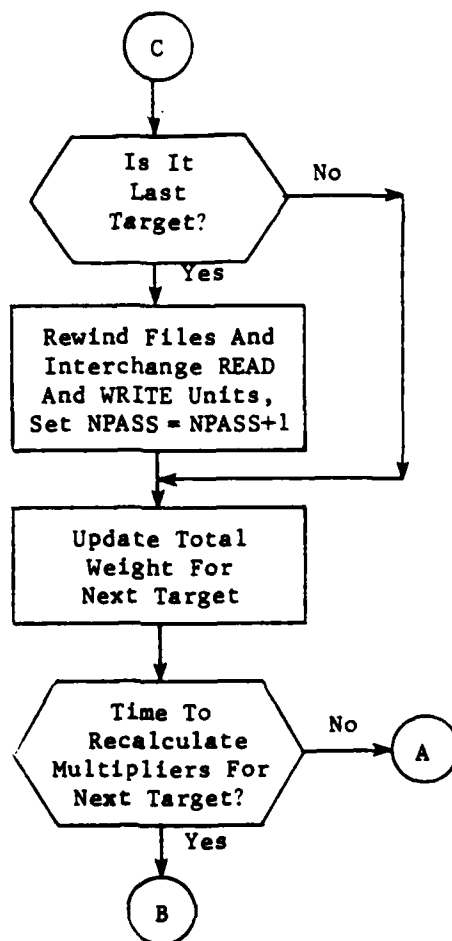 C
Is It
Last
Target?
No
Yes
Rewind Files And
Interchange READ
And WRITE Units,
Set NPASS = NPASS+1
Update Total
Weight For
Next Target
Time To
Recalculate
Multipliers For
Next Target?
No
A
Yes
B